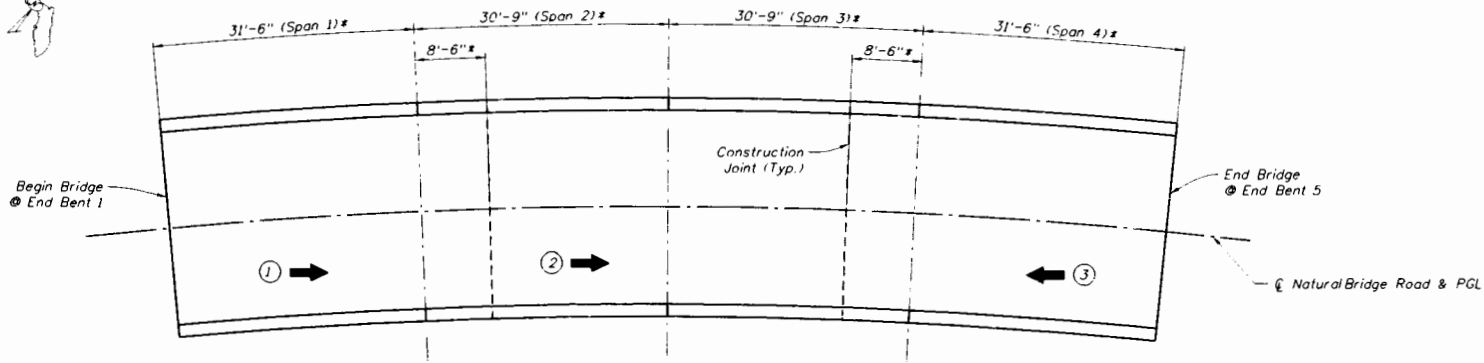 31'-6" (Span 1)*
30'-9" (Span 2)*
30'-9" (Span 3)*
31'-6" (Span 4)*
8'-6"*
8'-6"*
Construction
Joint (Typ.)
Begin Bridge
@ End Bent 1
End Bridge
@ End Bent 5
1
2
3
℄ Natural Bridge Road & PGL